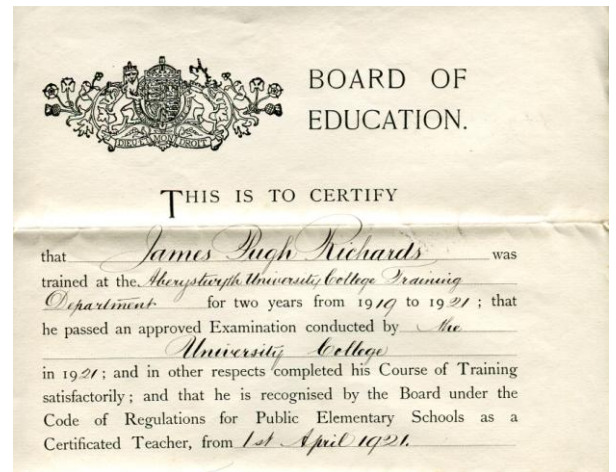 BOARD OF
EDUCATION.
DIEU ET MON DROIT
THIS IS TO CERTIFY
that James Pugh Richards was
trained at the Aberystwyth University College Training
Department for two years from 1919 to 1921; that
he passed an approved Examination conducted by the
University College
in 1921; and in other respects completed his Course of Training
satisfactorily; and that he is recognised by the Board under the
Code of Regulations for Public Elementary Schools as a
Certificated Teacher, from 1st April 1921.